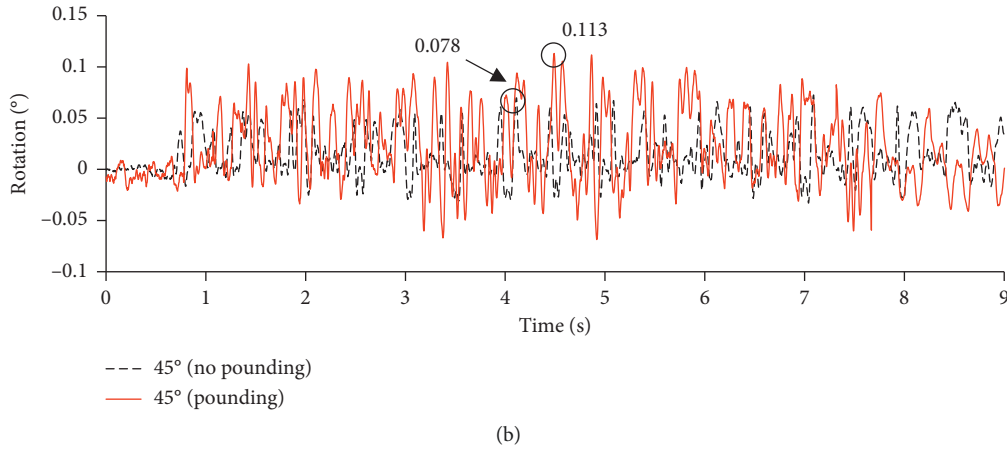 0.15
0.1
0.05
0
−0.05
−0.1
Rotation (°)
0.078
0.113
0 1 2 3 4 5 6 7 8 9
Time (s)
45° (no pounding)
45° (pounding)
(b)